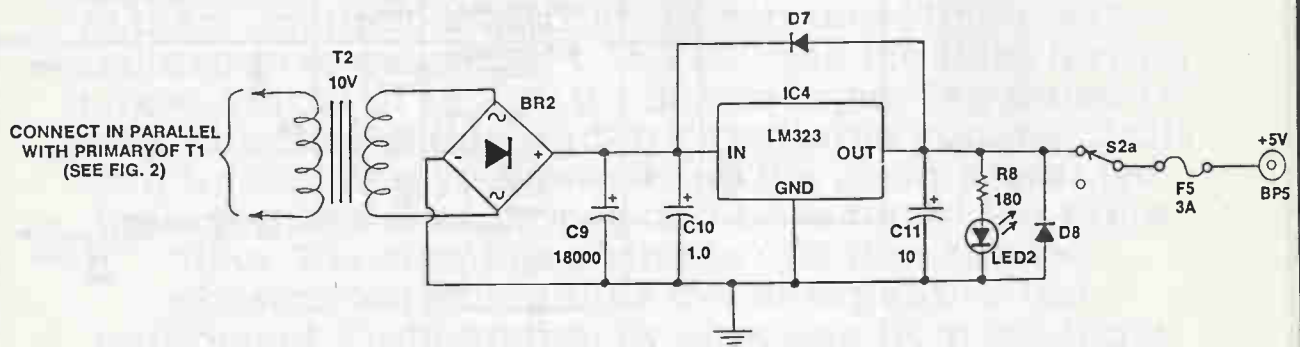 D7
T2
10V
BR2
IC4
LM323
IN
OUT
GND
CONNECT IN PARALLEL
WITH PRIMARYOF T1
(SEE FIG. 2)
-
+
+
C9
18000
+
C10
1.0
+
C11
10
R8
180
LED2
D8
S2a
F5
3A
+5V
BP5